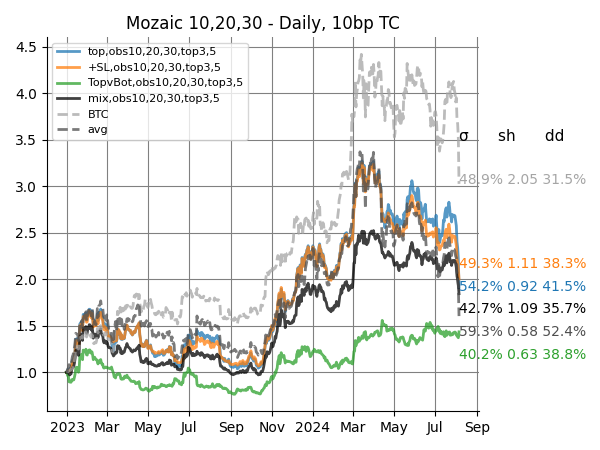 Mozaic 10,20,30 - Daily, 10bp TC
4.5
4.0
3.5
3.0
2.5
2.0
1.5
1.0
top,obs10,20,30,top3,5
+SL,obs10,20,30,top3,5
TopvBot,obs10,20,30,top3,5
mix,obs10,20,30,top3,5
BTC
avg
σ sh dd
48.9% 2.05 31.5%
49.3% 1.11 38.3%
54.2% 0.92 41.5%
42.7% 1.09 35.7%
59.3% 0.58 52.4%
40.2% 0.63 38.8%
2023 Mar May Jul Sep Nov 2024 Mar May Jul Sep